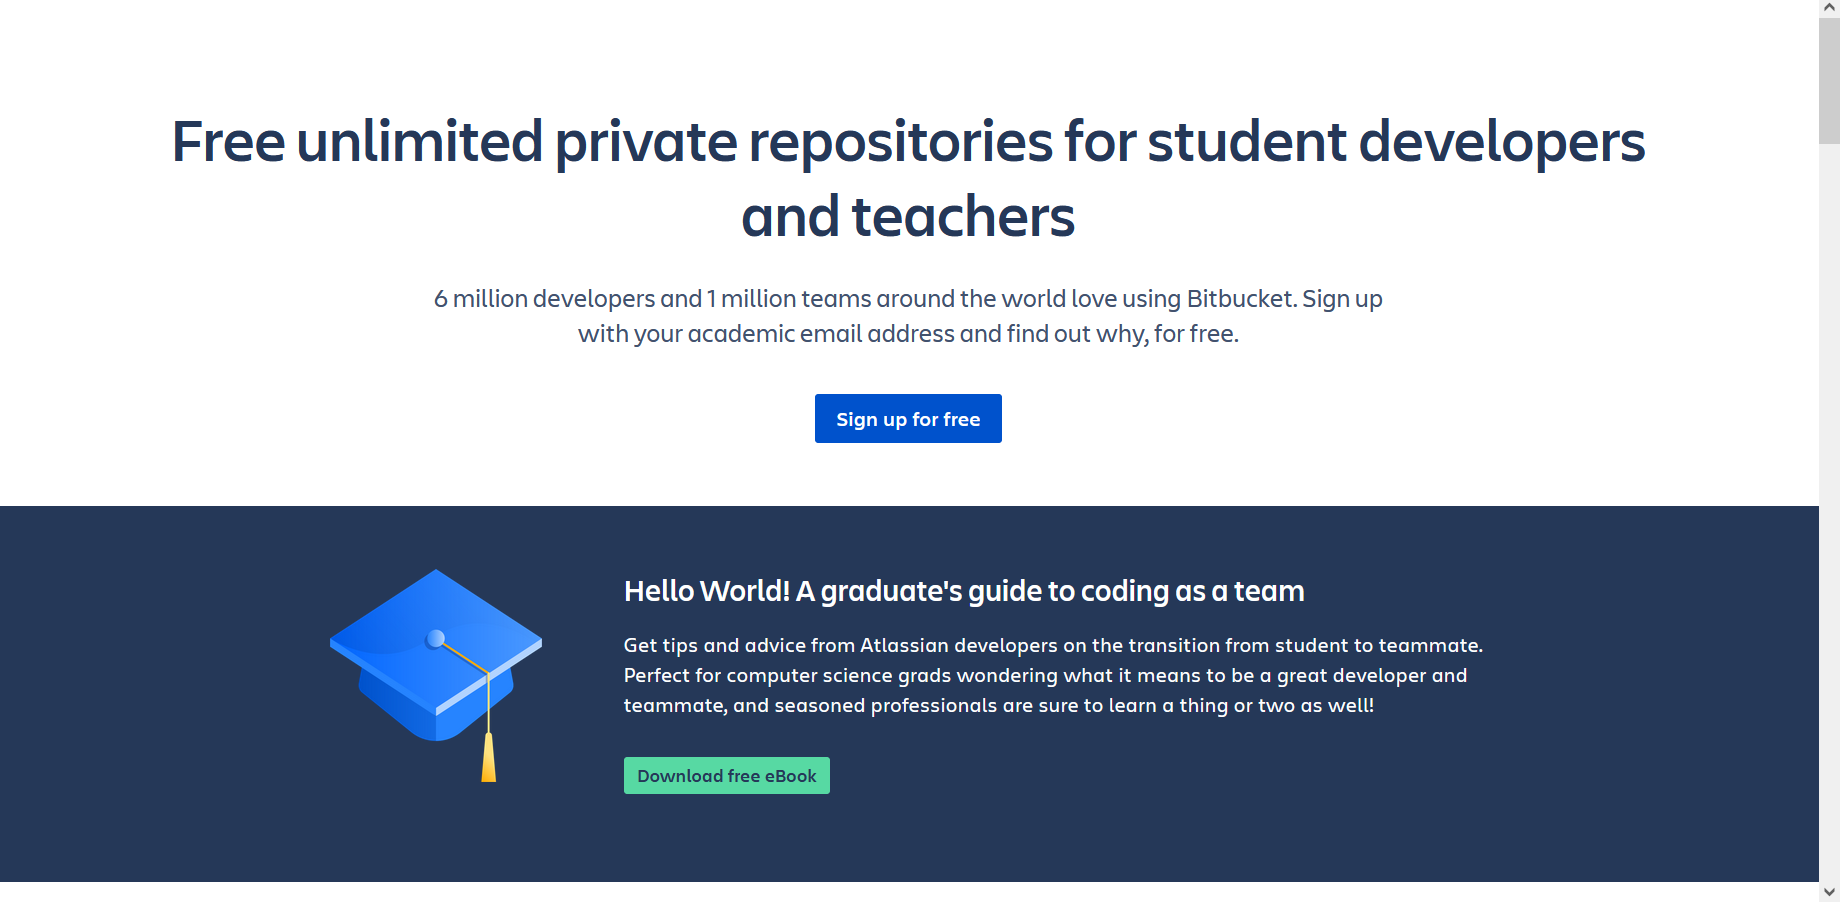 Free unlimited private repositories for student developers
and teachers
6 million developers and 1 million teams around the world love using Bitbucket. Sign up
with your academic email address and find out why, for free.
Sign up for free
Hello World! A graduate's guide to coding as a team
Get tips and advice from Atlassian developers on the transition from student to teammate.
Perfect for computer science grads wondering what it means to be a great developer and
teammate, and seasoned professionals are sure to learn a thing or two as well!
Download free eBook